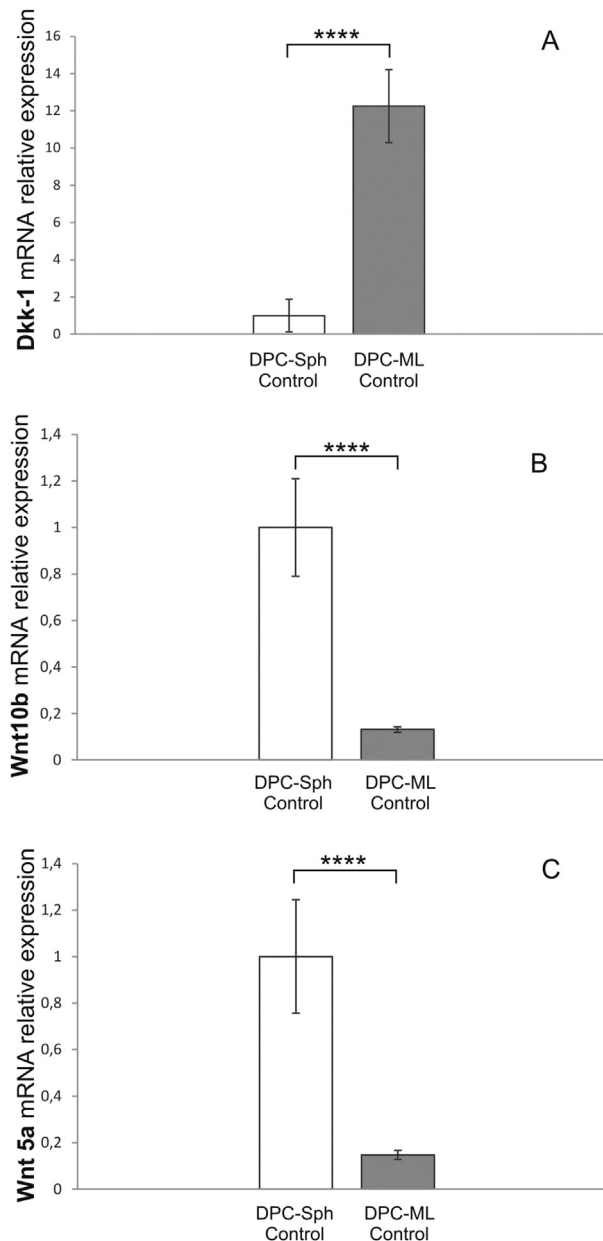 A
****
16
14
12
10
8
6
4
2
0
Dkk-1 mRNA relative expression
DPC-Sph
Control
DPC-ML
Control
B
****
1,4
1,2
1
0,8
0,6
0,4
0,2
0
Wnt10b mRNA relative expression
DPC-Sph
Control
DPC-ML
Control
C
****
1,4
1,2
1
0,8
0,6
0,4
0,2
0
Wnt 5a mRNA relative expression
DPC-Sph
Control
DPC-ML
Control